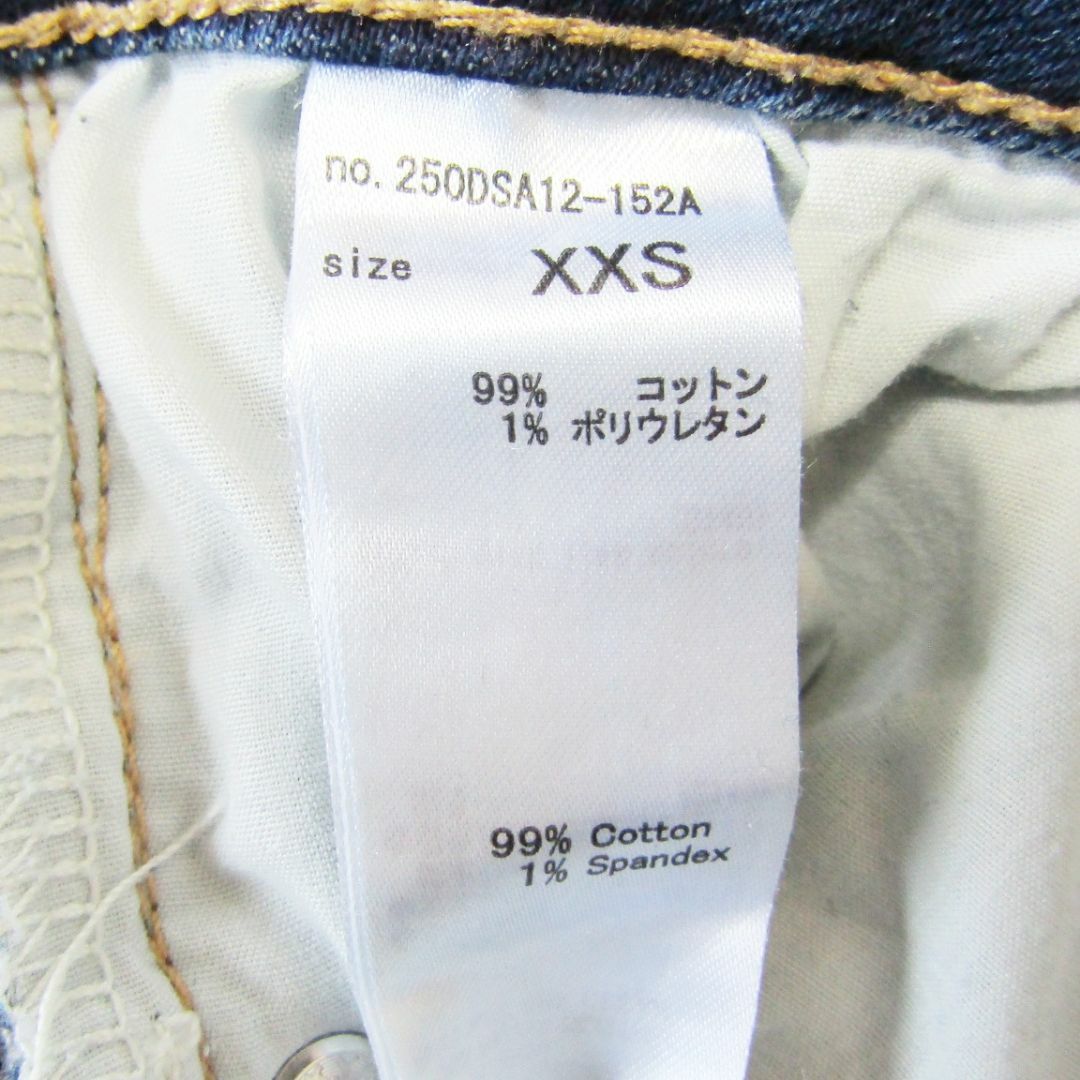 no. 250DSA12-152A
size XXS
99% コットン
1% ポリウレタン
99% Cotton
1% Spandex